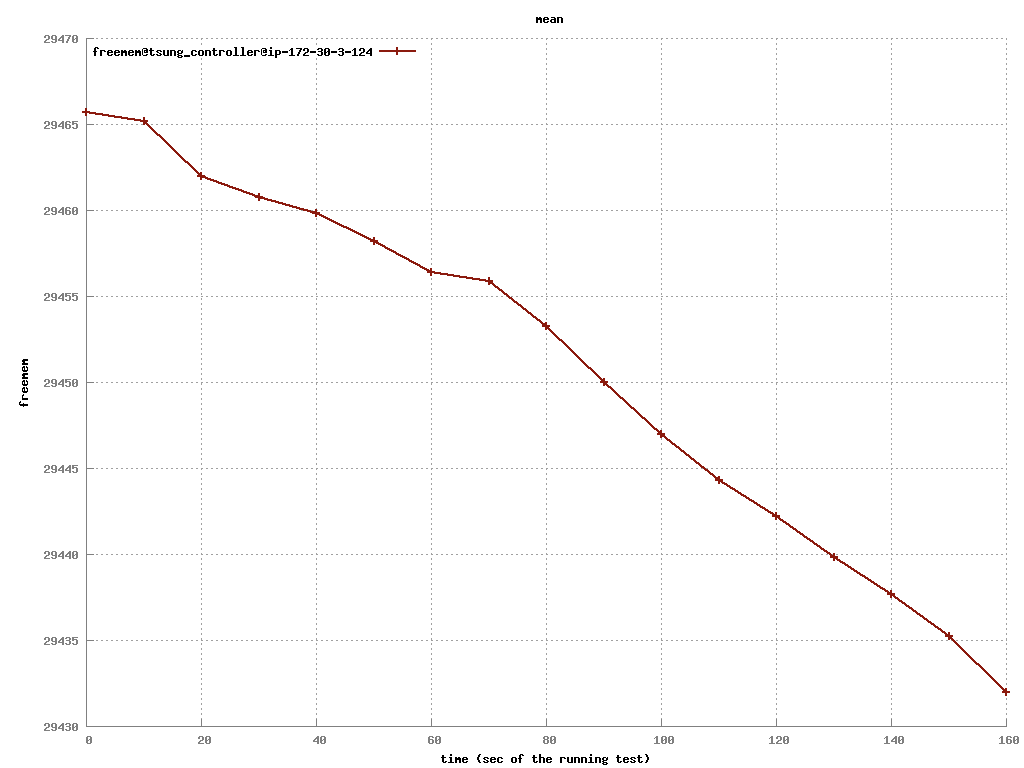 mean
freemem@tsung_controller@ip-172-30-3-124
29470
29465
29460
29455
29450
29445
29440
29435
29430
freemem
0 20 40 60 80 100 120 140 160
time (sec of the running test)